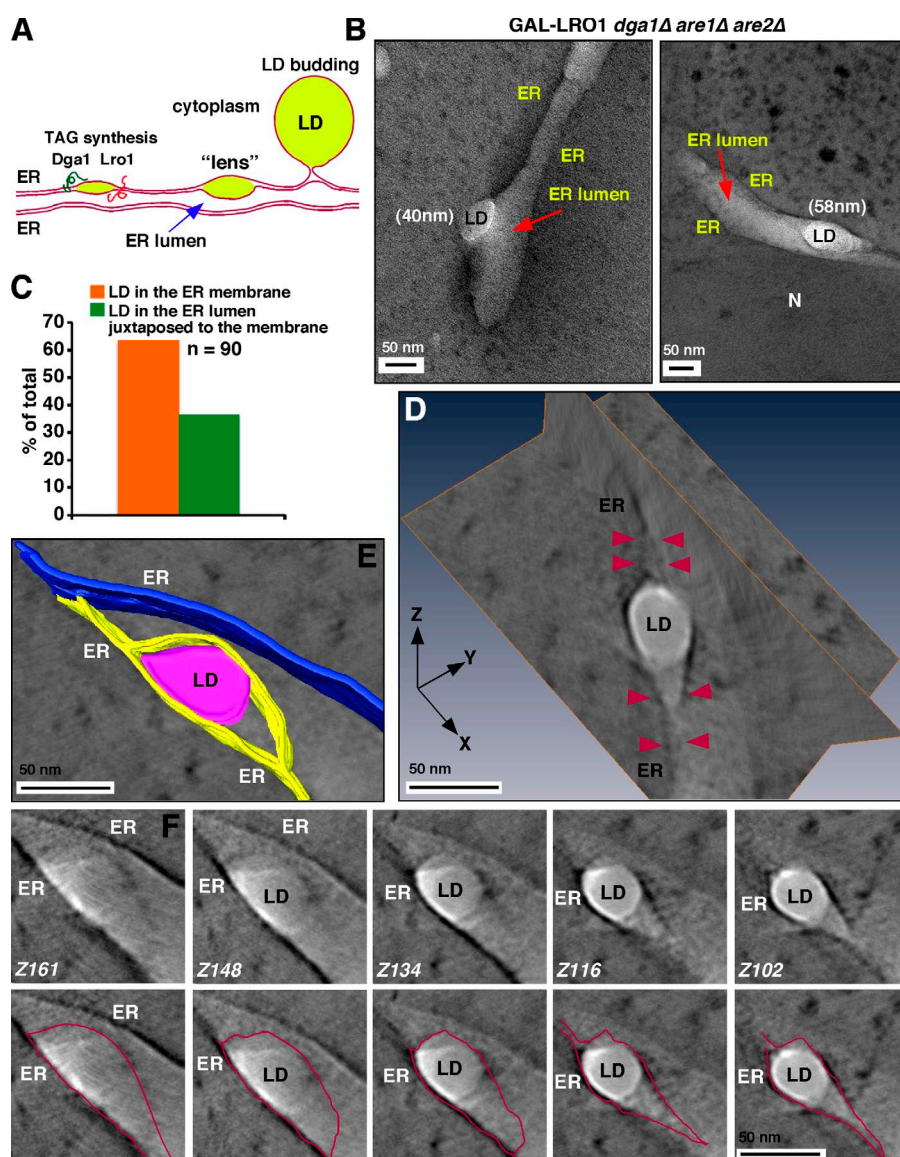 A
LD budding
cytoplasm
LD
TAG synthesis
Dga1 Lro1
"lens"
ER
ER
ER lumen
B
GAL-LRO1 dga1Δ are1Δ are2Δ
ER
ER
ER lumen
(40nm)
LD
50 nm
ER lumen
ER
ER
(58nm)
LD
N
50 nm
C
LD in the ER membrane
LD in the ER lumen
juxtaposed to the membrane
n = 90
% of total
70
60
50
40
30
20
10
0
D
ER
LD
Z
Y
X
ER
50 nm
E
ER
ER
LD
ER
50 nm
F
ER
ER
Z161
ER
ER
LD
Z148
ER
LD
Z134
ER
LD
Z116
ER
LD
Z102
ER
ER
ER
LD
ER
LD
ER
LD
ER
LD
50 nm